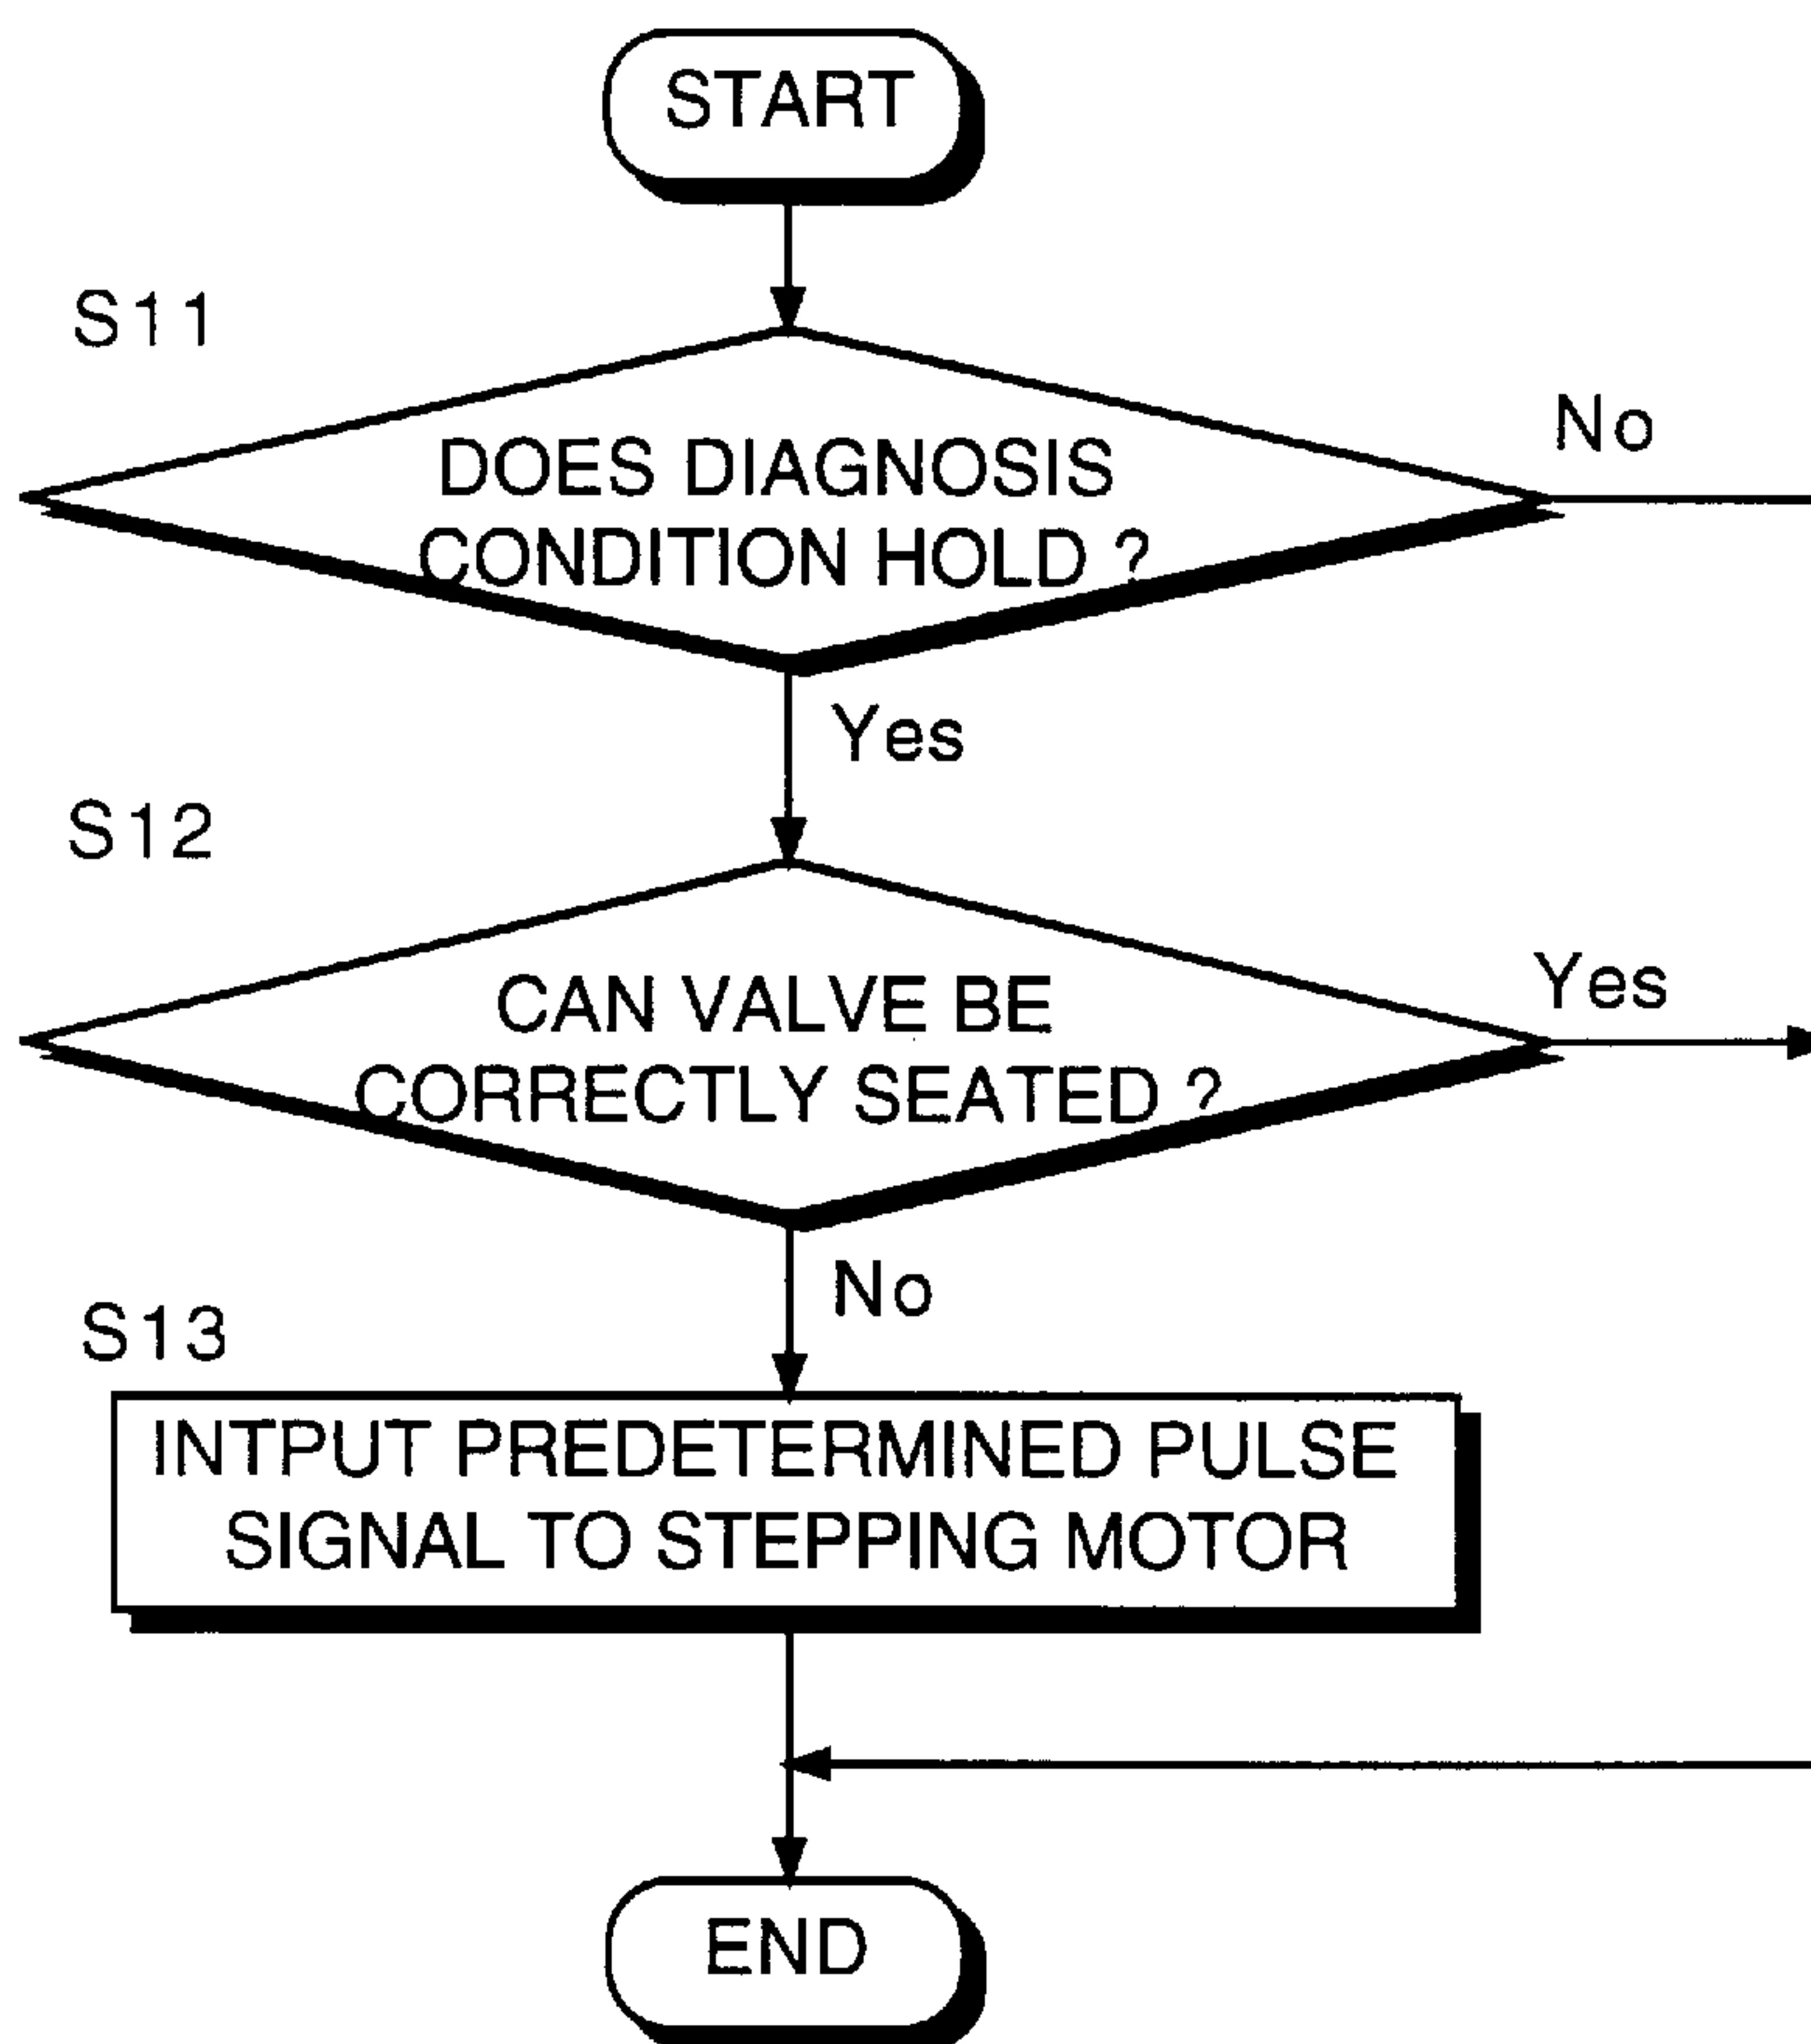 START
S11
DOES DIAGNOSIS
CONDITION HOLD ?
No
Yes
S12
CAN VALVE BE
CORRECTLY SEATED ?
Yes
No
S13
INTPUT PREDETERMINED PULSE
SIGNAL TO STEPPING MOTOR
END